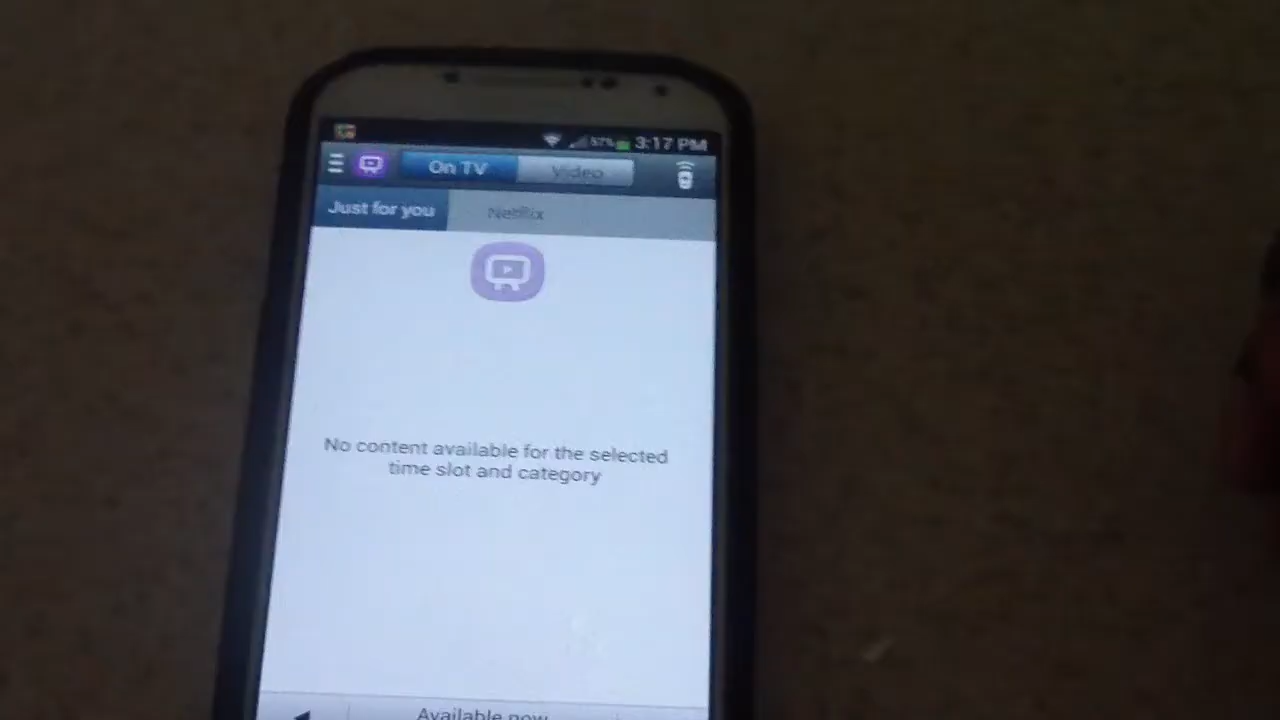 57% 3:17 PM
On TV Video
Just for you Netflix
No content available for the selected
time slot and category
Available now